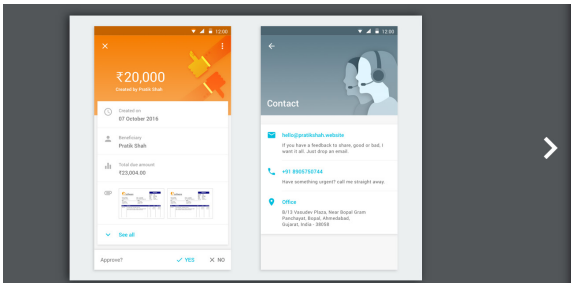 12:00
₹20,000
Created by Pratik Shah
Created on
07 October 2016
Beneficiary
Pratik Shah
Total due amount
₹23,004.00
See all
Approve?
YES
NO
12:00
Contact
hello@pratikshah.website
If you have a feedback to share, good or bad, I
want it all. Just drop an email.
+91 8905750744
Have something urgent? call me straight away.
Office
B/13 Vasudev Plaza, Near Bopal Gram
Panchayat, Bopal, Ahmedabad,
Gujarat, India - 38058